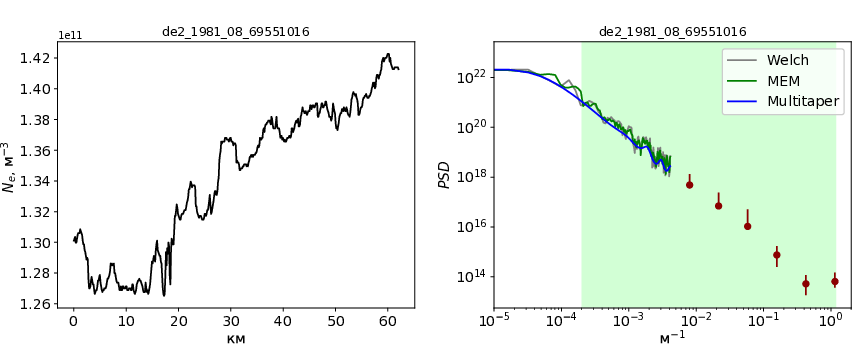 de2_1981_08_69551016
1e11
1.42
1.40
1.38
1.36
1.34
1.32
1.30
1.28
1.26
Nₑ, м⁻³
0 10 20 30 40 50 60
км
de2_1981_08_69551016
Welch
MEM
Multitaper
10²²
10²⁰
10¹⁸
10¹⁶
10¹⁴
PSD
10⁻⁵ 10⁻⁴ 10⁻³ 10⁻² 10⁻¹ 10⁰
м⁻¹